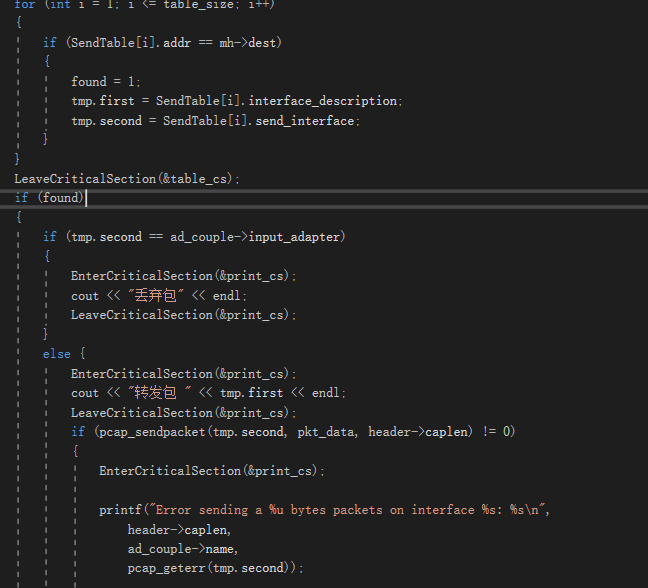 for (int i = 1; i <= table_size; i++)
{
if (SendTable[i].addr == mh->dest)
{
found = 1;
tmp.first = SendTable[i].interface_description;
tmp.second = SendTable[i].send_interface;
}
}
LeaveCriticalSection(&table_cs);
if (found)
{
if (tmp.second == ad_couple->input_adapter)
{
EnterCriticalSection(&print_cs);
cout << "丢弃包" << endl;
LeaveCriticalSection(&print_cs);
}
else {
EnterCriticalSection(&print_cs);
cout << "转发包 " << tmp.first << endl;
LeaveCriticalSection(&print_cs);
if (pcap_sendpacket(tmp.second, pkt_data, header->caplen) != 0)
{
EnterCriticalSection(&print_cs);
printf("Error sending a %u bytes packets on interface %s: %s\n",
header->caplen,
ad_couple->name,
pcap_geterr(tmp.second));